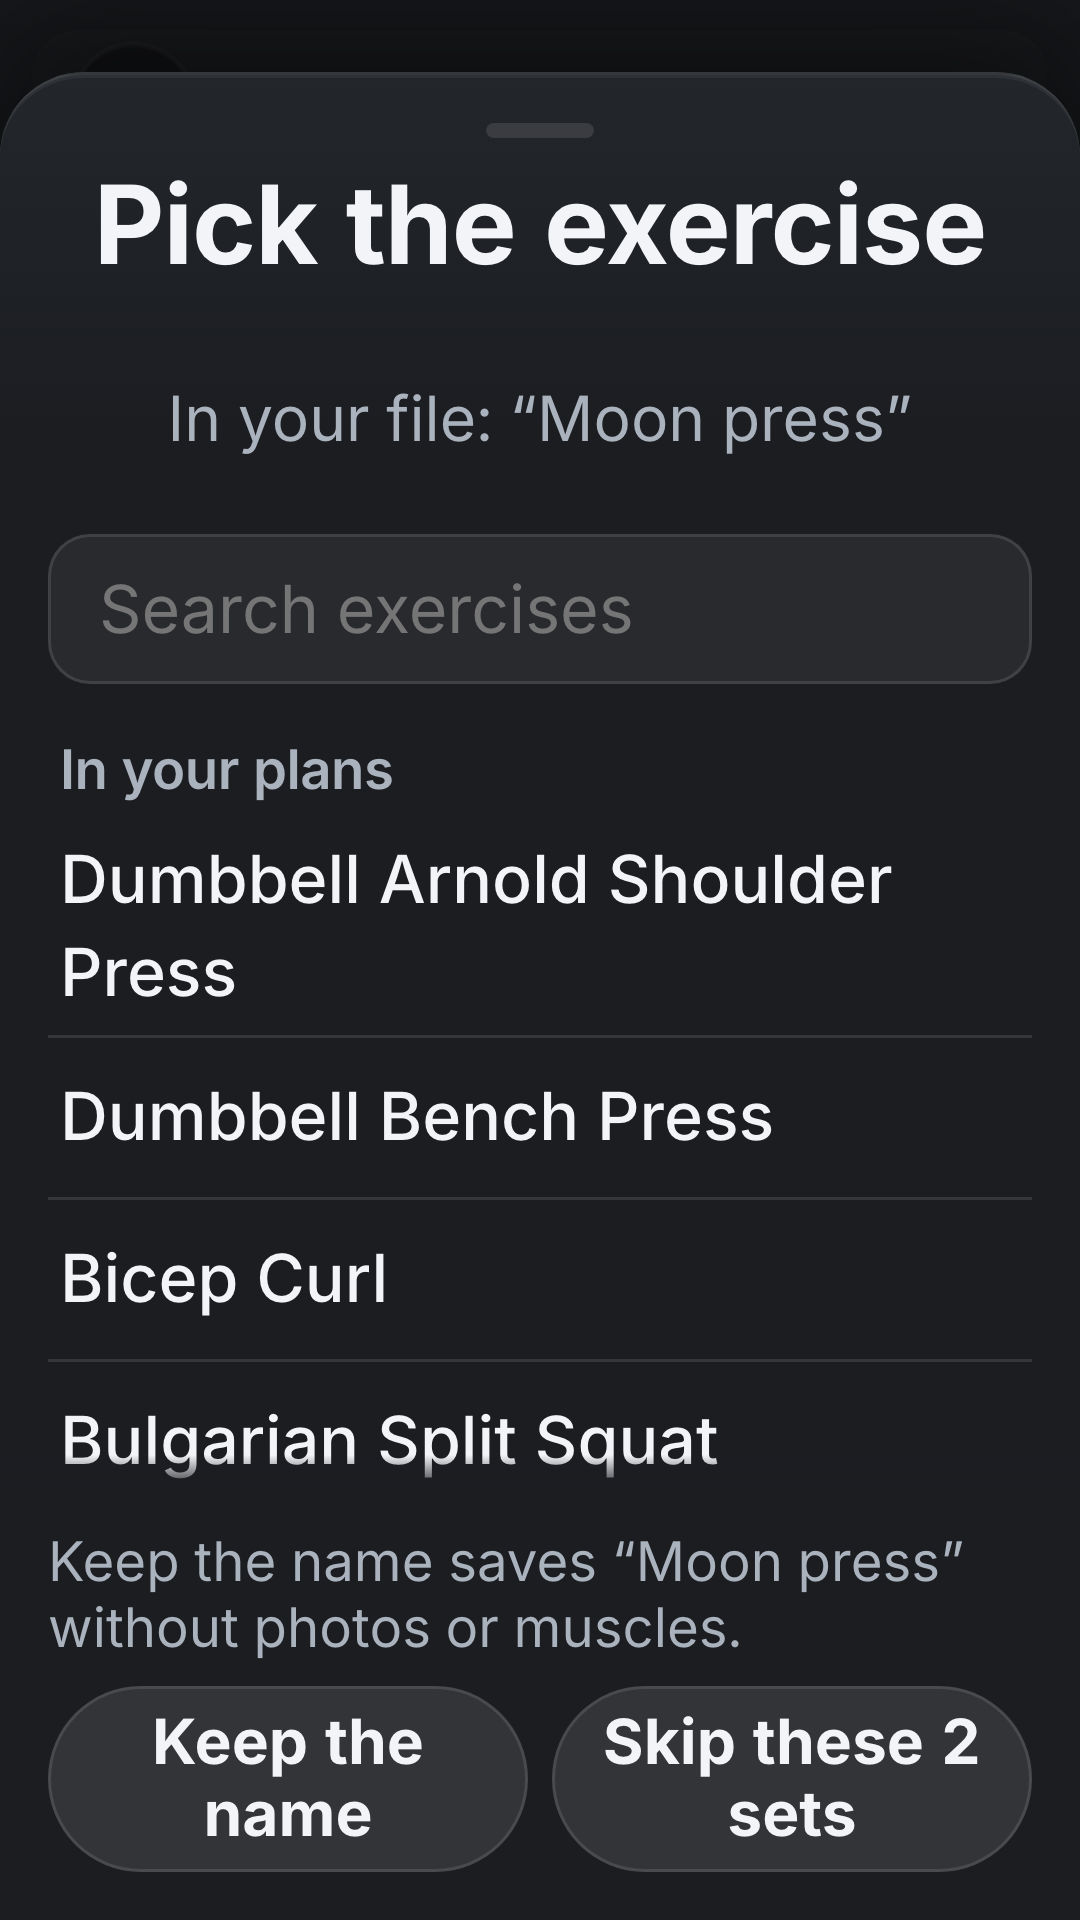 Pick the exercise
In your file: “Moon press”
Search exercises
In your plans
Dumbbell Arnold Shoulder
Press
Dumbbell Bench Press
Bicep Curl
Bulgarian Split Squat
Keep the name saves “Moon press”
without photos or muscles.
Keep the
name
Skip these 2
sets